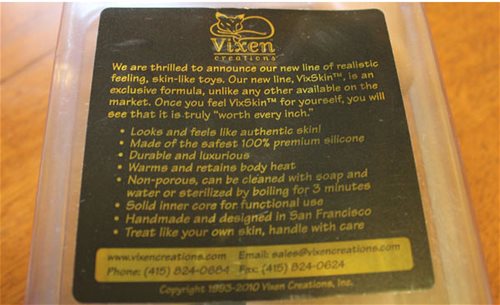 Vixen
creations
We are thrilled to announce our new line of realistic
feeling, skin-like toys. Our new line, VixSkin™, is an
exclusive formula, unlike any other available on the
market. Once you feel VixSkin™ for yourself, you will
see that it is truly "worth every inch."
• Looks and feels like authentic skin!
• Made of the safest 100% premium silicone
• Durable and luxurious
• Warms and retains body heat
• Non-porous, can be cleaned with soap and
water or sterilized by boiling for 3 minutes
• Solid inner core for functional use
• Handmade and designed in San Francisco
• Treat like your own skin, handle with care
www.vixencreations.com Email: sales@vixencreations.com
Phone: (415) 824-0684 Fax: (415) 824-0624
Copyright 1993-2010 Vixen Creations, Inc.